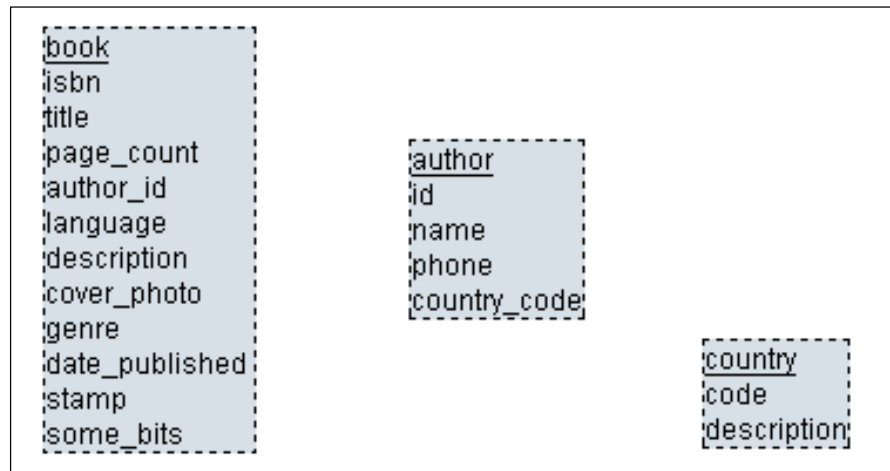 book
isbn
title
page_count
author_id
language
description
cover_photo
genre
date_published
stamp
some_bits
author
id
name
phone
country_code
country
code
description